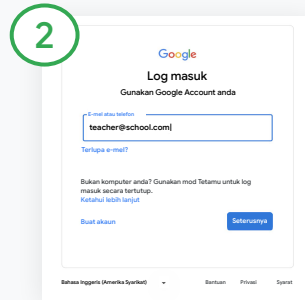 2
Google
Log masuk
Gunakan Google Account anda
E-mel atau telefon
teacher@school.com
Terlupa e-mel?
Bukan komputer anda? Gunakan mod Tetamu untuk log
masuk secara tertutup.
Ketahui lebih lanjut
Buat akaun Seterusnya
Bahasa Inggeris (Amerika Syarikat) Bantuan Privasi Syarat